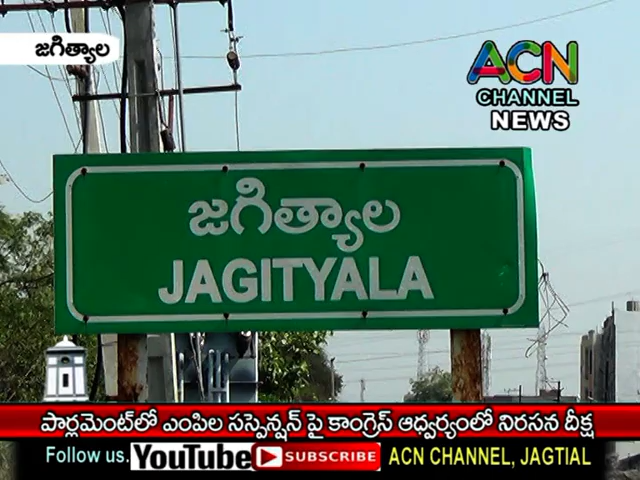 జగిత్యాల
ACN
CHANNEL
NEWS
జగిత్యాల
JAGITYALA
పార్లమెంట్‌లో ఎంపిల సస్పెన్షన్ పై కాంగ్రెస్ ఆధ్వర్యంలో నిరసన దీక్ష
Follow us. YouTube SUBSCRIBE ACN CHANNEL, JAGTIAL